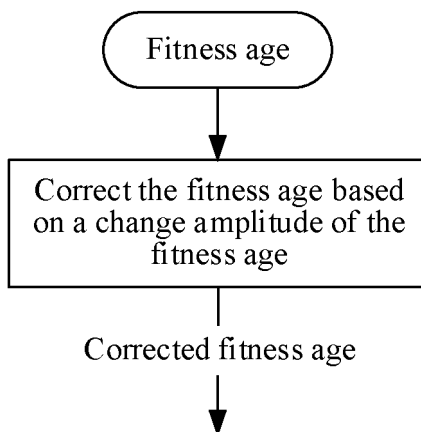 Fitness age
Correct the fitness age based
on a change amplitude of the
fitness age
Corrected fitness age